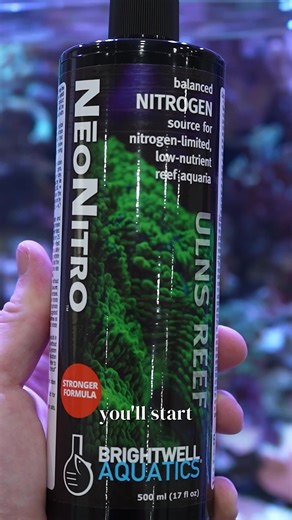 balanced
NITROGEN
source for
nitrogen-limited,
low-nutrient
reef aquaria
NĒONITRO™
ULNS REEF
STRONGER
FORMULA
you'll start
BRIGHTWELL
AQUATICS
500 ml (17 fl oz)